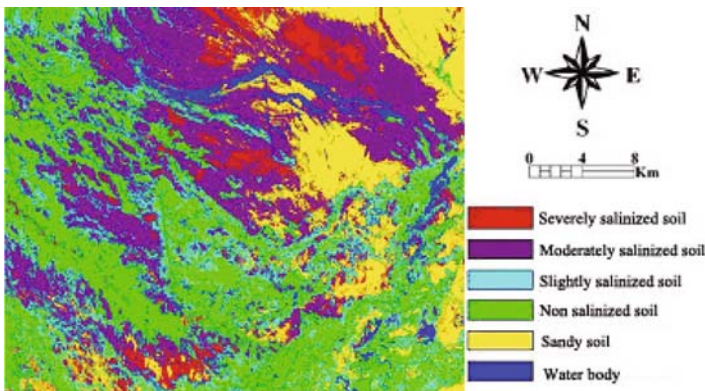 N
W E
S
0 4 8
Km
Severely salinized soil
Moderately salinized soil
Slightly salinized soil
Non salinized soil
Sandy soil
Water body